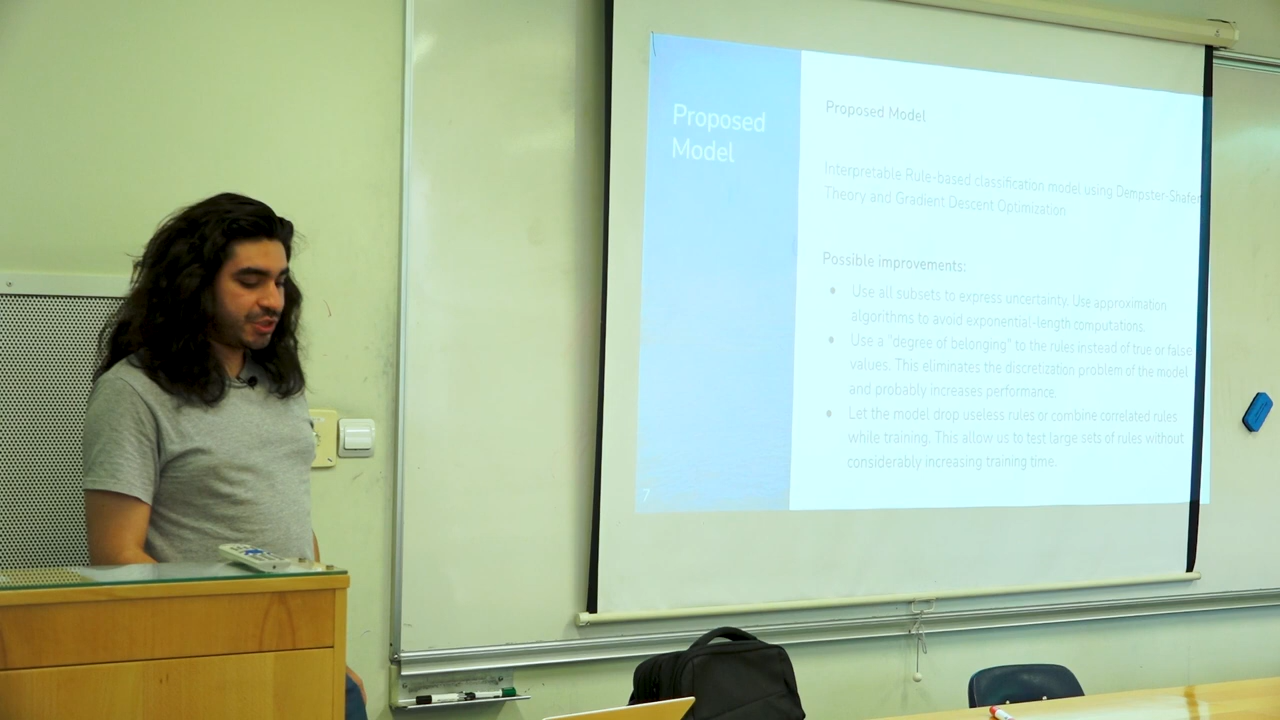 Proposed
Model
Proposed Model
Interpretable Rule-based classification model using Dempster-Shafer
Theory and Gradient Descent Optimization
Possible improvements:
• Use all subsets to express uncertainty. Use approximation
algorithms to avoid exponential-length computations.
• Use a "degree of belonging" to the rules instead of true or false
values. This eliminates the discretization problem of the model
and probably increases performance.
• Let the model drop useless rules or combine correlated rules
while training. This allow us to test large sets of rules without
considerably increasing training time.
7